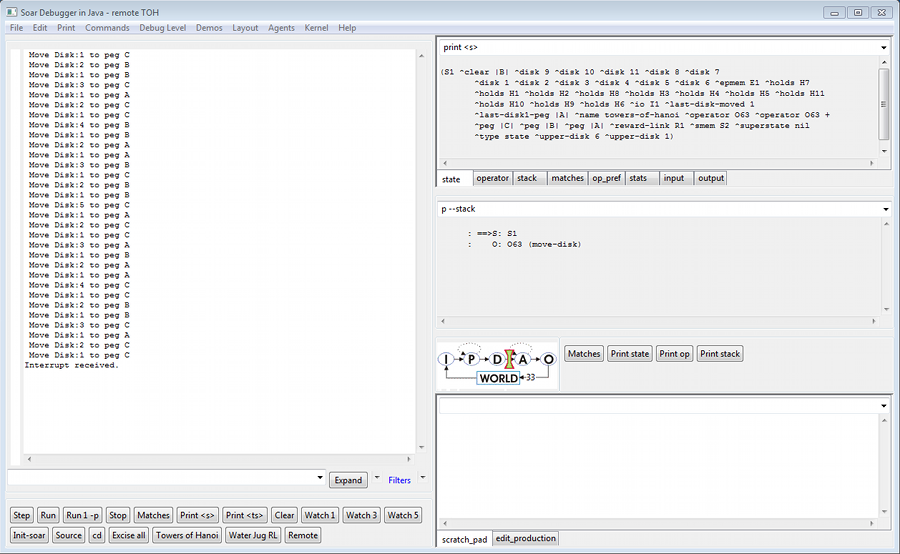 Soar Debugger in Java - remote TOH
File Edit Print Commands Debug Level Demos Layout Agents Kernel Help
Move Disk:1 to peg C
Move Disk:2 to peg B
Move Disk:1 to peg B
Move Disk:3 to peg C
Move Disk:1 to peg A
Move Disk:2 to peg C
Move Disk:1 to peg C
Move Disk:4 to peg B
Move Disk:1 to peg B
Move Disk:2 to peg A
Move Disk:1 to peg A
Move Disk:3 to peg B
Move Disk:1 to peg C
Move Disk:2 to peg B
Move Disk:1 to peg B
Move Disk:5 to peg C
Move Disk:1 to peg A
Move Disk:2 to peg C
Move Disk:1 to peg C
Move Disk:3 to peg A
Move Disk:1 to peg B
Move Disk:2 to peg A
Move Disk:1 to peg A
Move Disk:4 to peg C
Move Disk:1 to peg C
Move Disk:2 to peg B
Move Disk:1 to peg B
Move Disk:3 to peg C
Move Disk:1 to peg A
Move Disk:2 to peg C
Move Disk:1 to peg C
Interrupt received.
Expand Filters
Step Run Run 1 -p Stop Matches Print <s> Print <ts> Clear Watch 1 Watch 3 Watch 5
Init-soar Source cd Excise all Towers of Hanoi Water Jug RL Remote
print <s>
(S1 ^clear |B| ^disk 9 ^disk 10 ^disk 11 ^disk 8 ^disk 7
^disk 1 ^disk 2 ^disk 3 ^disk 4 ^disk 5 ^disk 6 ^epmem E1 ^holds H7
^holds H1 ^holds H2 ^holds H8 ^holds H3 ^holds H4 ^holds H5 ^holds H11
^holds H10 ^holds H9 ^holds H6 ^io I1 ^last-disk-moved 1
^last-disk1-peg |A| ^name towers-of-hanoi ^operator O63 ^operator O63 +
^peg |C| ^peg |B| ^peg |A| ^reward-link R1 ^smem S2 ^superstate nil
^type state ^upper-disk 6 ^upper-disk 1)
state operator stack matches op_pref stats input output
p --stack
: ==>S: S1
: O: O63 (move-disk)
I P D A O
WORLD 33
Matches Print state Print op Print stack
scratch_pad edit_production